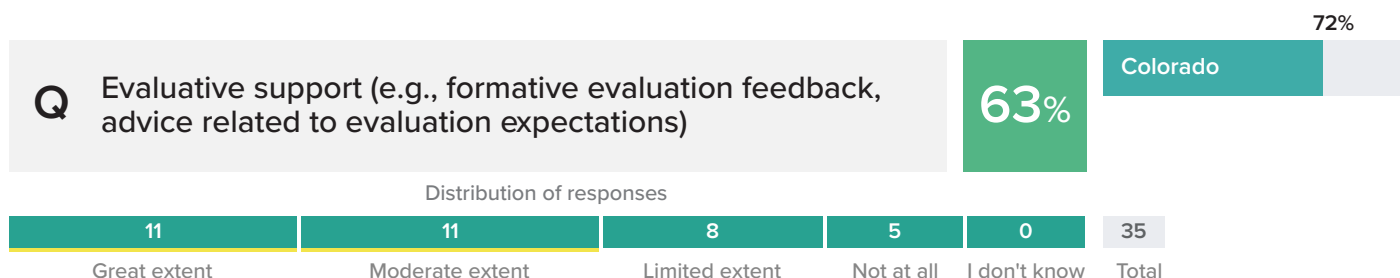 72%
Q Evaluative support (e.g., formative evaluation feedback,
advice related to evaluation expectations)
63%
Colorado
Distribution of responses
11 11 8 5 0 35
Great extent Moderate extent Limited extent Not at all I don't know Total